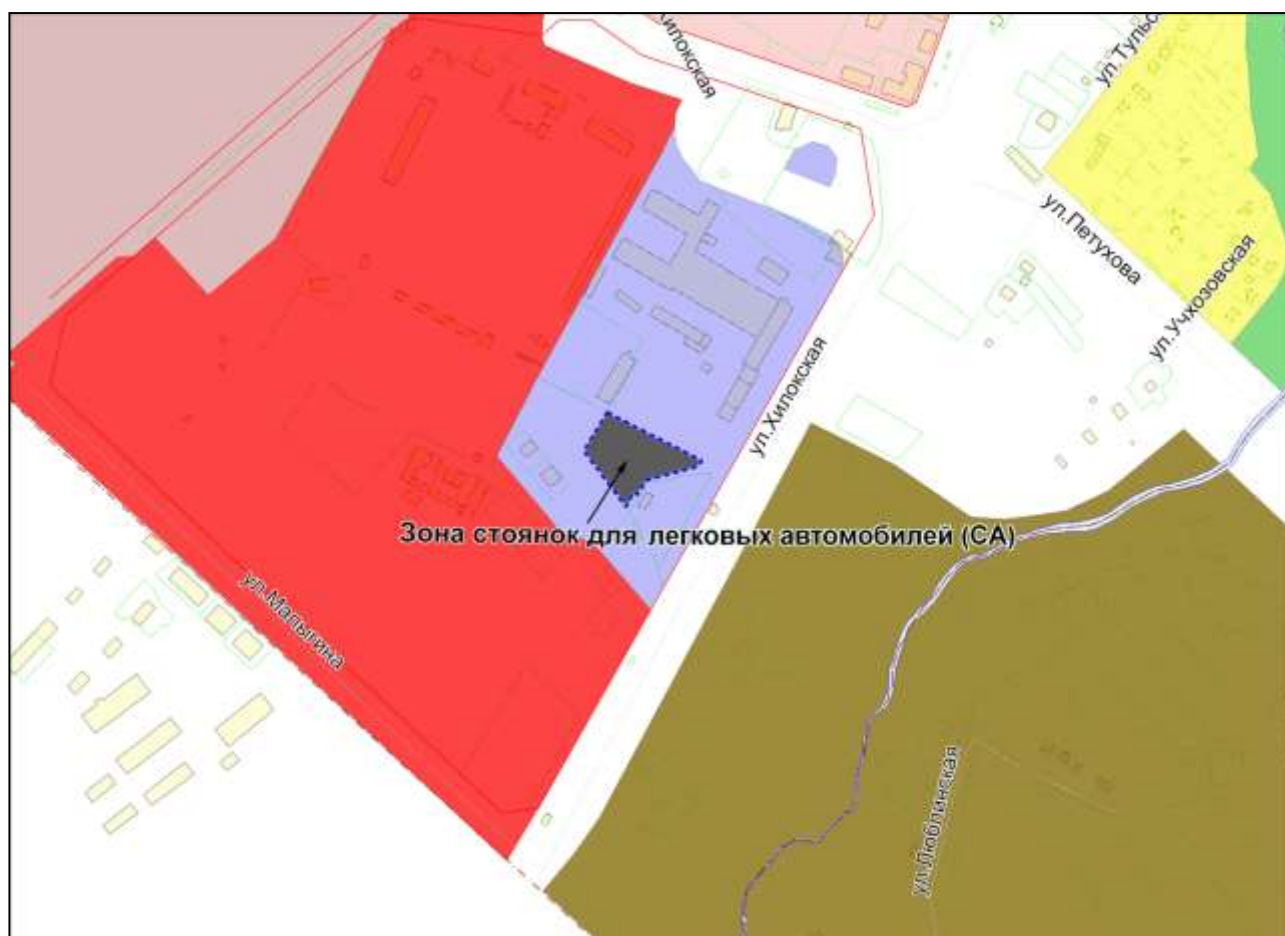 Хилокская
ул.Тульс
ул.Петухова
ул.Учхозовская
ул.Хилокская
Зона стоянок для легковых автомобилей (СА)
ул.Малыгина
ул.Люблинская